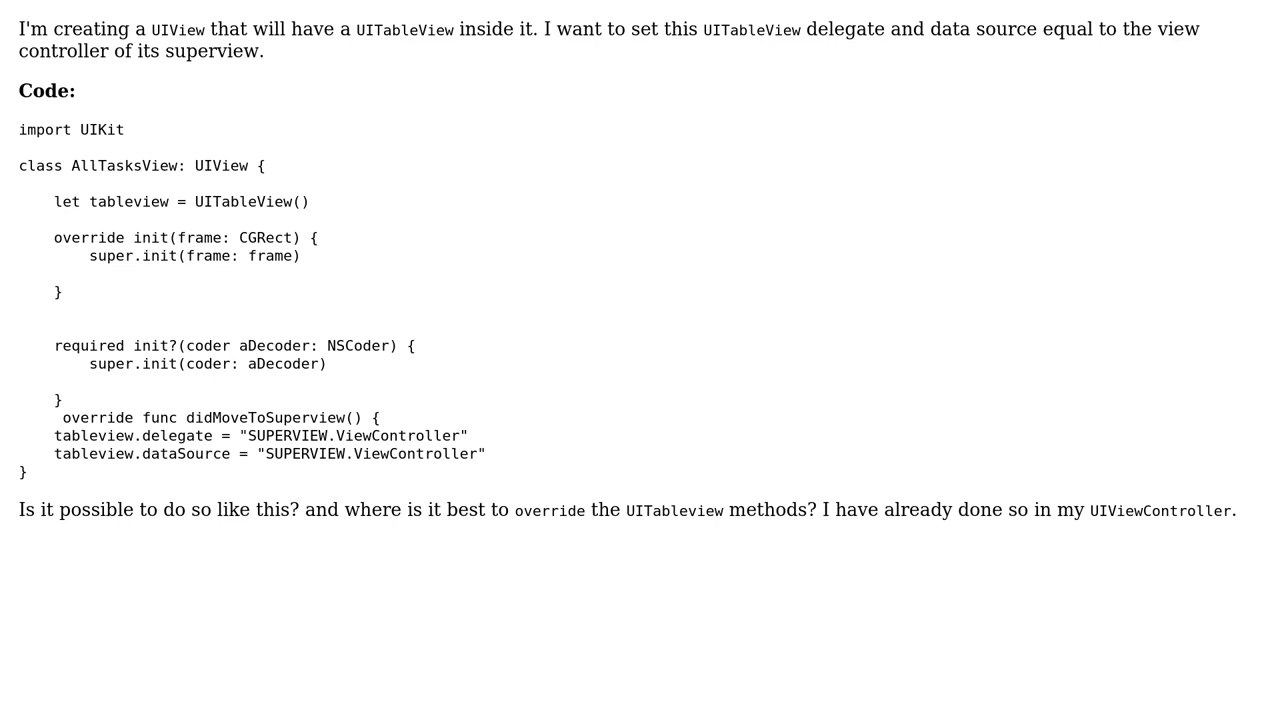 I'm creating a UIView that will have a UITableView inside it. I want to set this UITableView delegate and data source equal to the view
controller of its superview.
Code:
import UIKit
class AllTasksView: UIView {
    let tableview = UITableView()
    override init(frame: CGRect) {
        super.init(frame: frame)
    }
    required init?(coder aDecoder: NSCoder) {
        super.init(coder: aDecoder)
    }
     override func didMoveToSuperview() {
    tableview.delegate = "SUPERVIEW.ViewController"
    tableview.dataSource = "SUPERVIEW.ViewController"
}
Is it possible to do so like this? and where is it best to override the UITableview methods? I have already done so in my UIViewController.